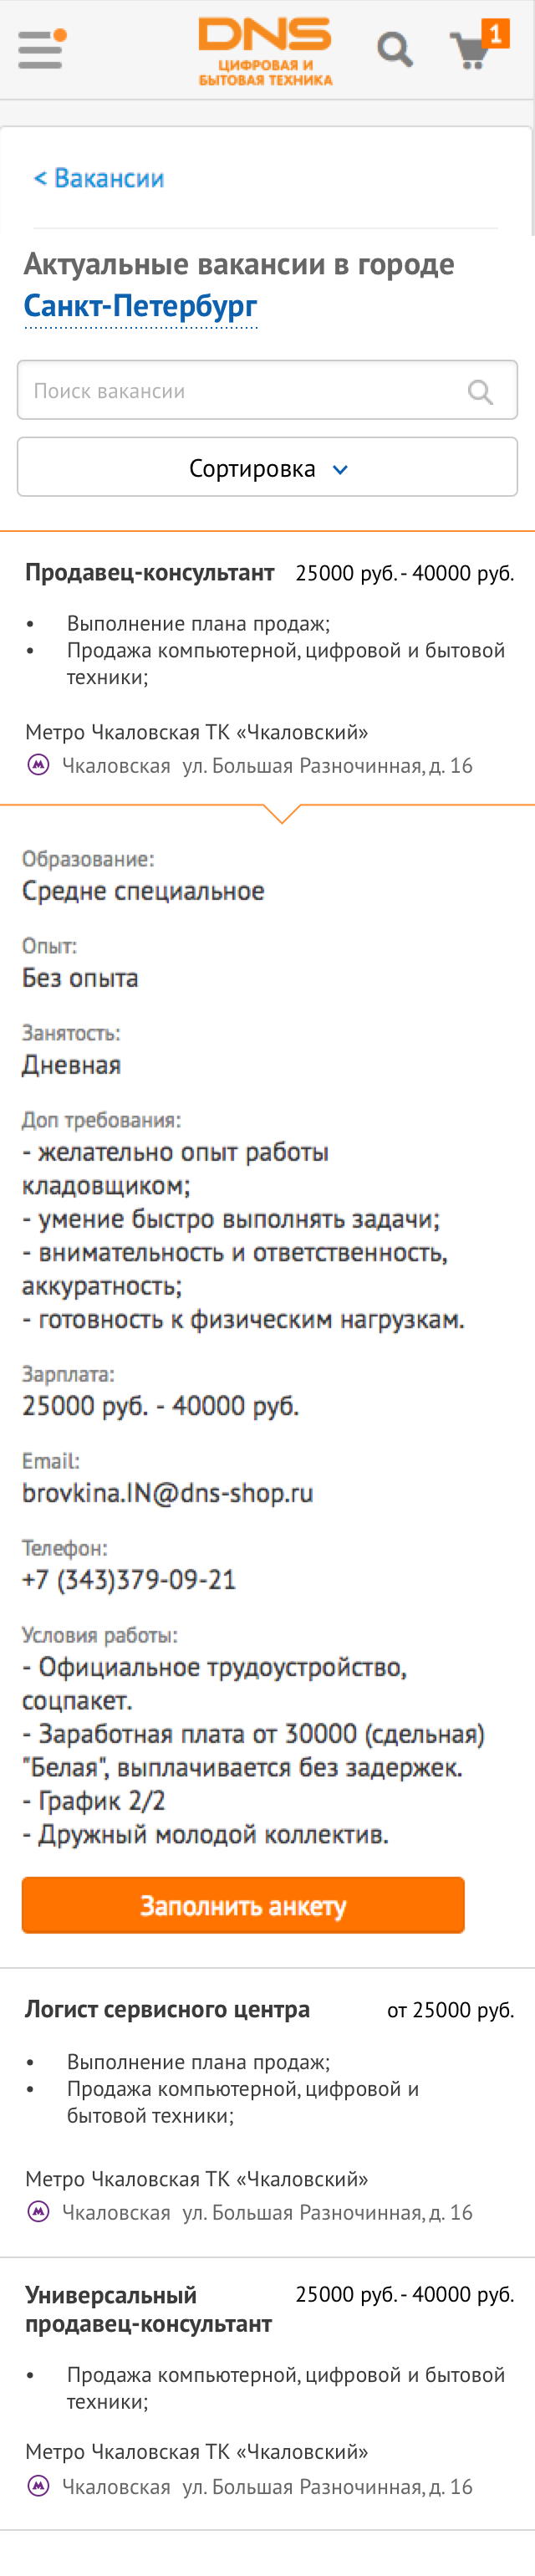 DNS
1
ЦИФРОВАЯ И
БЫТОВАЯ ТЕХНИКА
< Вакансии
Актуальные вакансии в городе
Санкт-Петербург
Поиск вакансии
Сортировка
Продавец-консультант 25000 руб. - 40000 руб.
• Выполнение плана продаж;
• Продажа компьютерной, цифровой и бытовой
техники;
Метро Чкаловская ТК «Чкаловский»
Чкаловская ул. Большая Разночинная, д. 16
Образование:
Средне специальное
Опыт:
Без опыта
Занятость:
Дневная
Доп требования:
- желательно опыт работы
кладовщиком;
- умение быстро выполнять задачи;
- внимательность и ответственность,
аккуратность;
- готовность к физическим нагрузкам.
Зарплата:
25000 руб. - 40000 руб.
Email:
brovkina.IN@dns-shop.ru
Телефон:
+7 (343)379-09-21
Условия работы:
- Официальное трудоустройство,
соцпакет.
- Заработная плата от 30000 (сдельная)
"Белая", выплачивается без задержек.
- График 2/2
- Дружный молодой коллектив.
Заполнить анкету
Логист сервисного центра от 25000 руб.
• Выполнение плана продаж;
• Продажа компьютерной, цифровой и
бытовой техники;
Метро Чкаловская ТК «Чкаловский»
Чкаловская ул. Большая Разночинная, д. 16
Универсальный 25000 руб. - 40000 руб.
продавец-консультант
• Продажа компьютерной, цифровой и бытовой
техники;
Метро Чкаловская ТК «Чкаловский»
Чкаловская ул. Большая Разночинная, д. 16